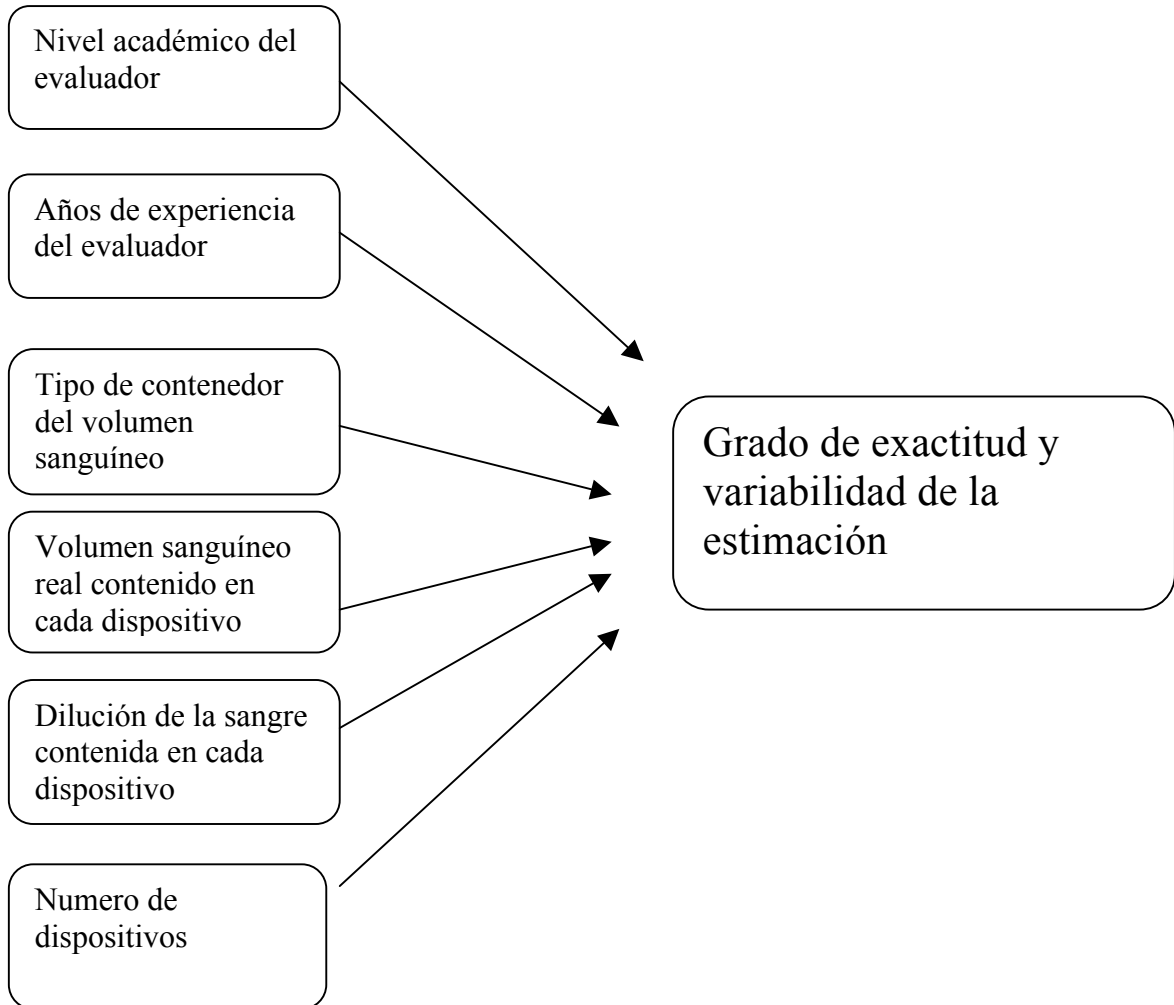 Nivel académico del
evaluador
Años de experiencia
del evaluador
Tipo de contenedor
del volumen
sanguíneo
Volumen sanguíneo
real contenido en
cada dispositivo
Dilución de la sangre
contenida en cada
dispositivo
Numero de
dispositivos
Grado de exactitud y
variabilidad de la
estimación